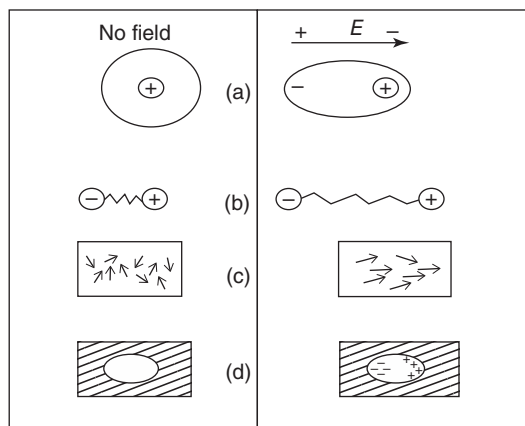 No field
+ E −
+
(a)
− +
− +
(b)
− +
(c)
(d)
− − − − − + + + + +